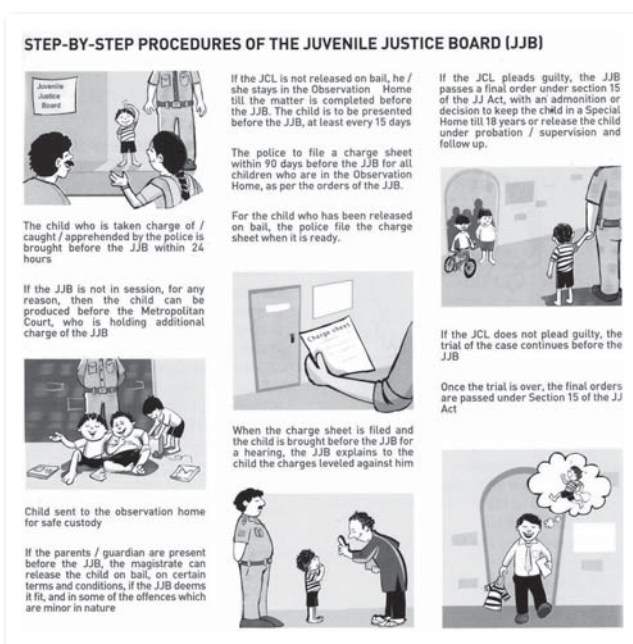 STEP-BY-STEP PROCEDURES OF THE JUVENILE JUSTICE BOARD (JJB)
Juvenile
Justice
Board
The child who is taken charge of /
caught / apprehended by the police is
brought before the JJB within 24
hours
If the JJB is not in session, for any
reason, then the child can be
produced before the Metropolitan
Court, who is holding additional
charge of the JJB
Child sent to the observation home
for safe custody
If the parents / guardian are present
before the JJB, the magistrate can
release the child on bail, on certain
terms and conditions, if the JJB deems
it fit, and in some of the offences which
are minor in nature
If the JCL is not released on bail, he /
she stays in the Observation Home
till the matter is completed before
the JJB. The child is to be presented
before the JJB, at least every 15 days
The police to file a charge sheet
within 90 days before the JJB for all
children who are in the Observation
Home, as per the orders of the JJB.
For the child who has been released
on bail, the police file the charge
sheet when it is ready.
Charge sheet
When the charge sheet is filed and
the child is brought before the JJB for
a hearing, the JJB explains to the
child the charges leveled against him
If the JCL pleads guilty, the JJB
passes a final order under section 15
of the JJ Act, with an admonition or
decision to keep the child in a Special
Home till 18 years or release the child
under probation / supervision and
follow up.
If the JCL does not plead guilty, the
trial of the case continues before the
JJB
Once the trial is over, the final orders
are passed under Section 15 of the JJ
Act